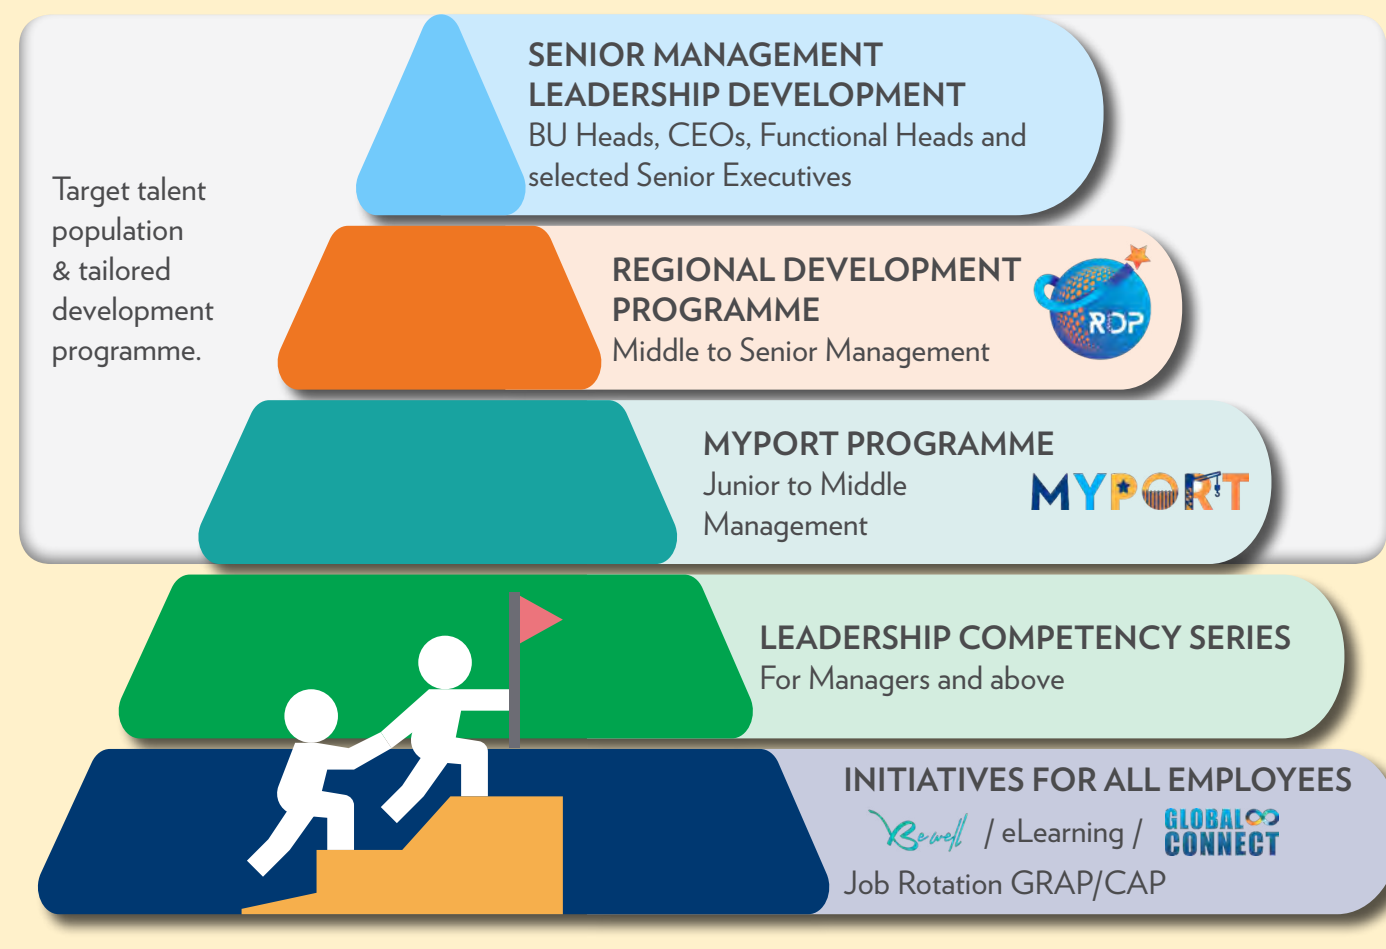 SENIOR MANAGEMENT
LEADERSHIP DEVELOPMENT
BU Heads, CEOs, Functional Heads and
selected Senior Executives
Target talent
population
& tailored
development
programme.
REGIONAL DEVELOPMENT
PROGRAMME
Middle to Senior Management
RDP
MYPORT PROGRAMME
Junior to Middle
Management
MYPORT
LEADERSHIP COMPETENCY SERIES
For Managers and above
INITIATIVES FOR ALL EMPLOYEES
Be well / eLearning / GLOBAL CONNECT
Job Rotation GRAP/CAP